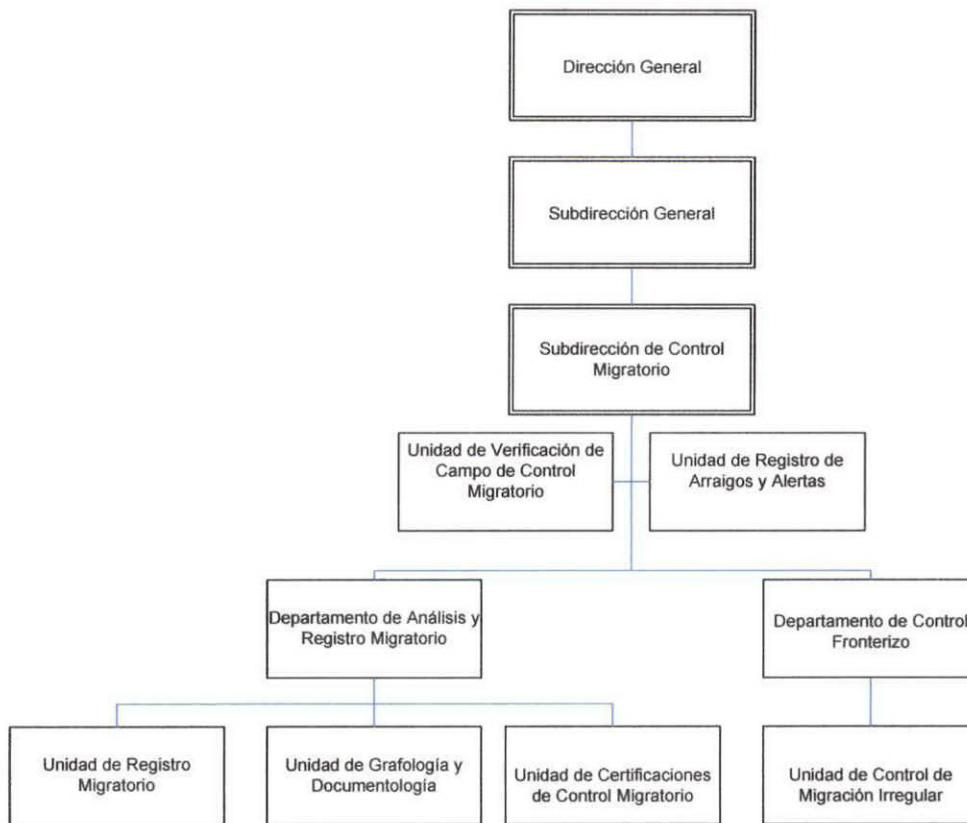 Dirección General
Subdirección General
Subdirección de Control
Migratorio
Unidad de Verificación de
Campo de Control
Migratorio
Unidad de Registro de
Arraigos y Alertas
Departamento de Análisis y
Registro Migratorio
Departamento de Control
Fronterizo
Unidad de Registro
Migratorio
Unidad de Grafología y
Documentología
Unidad de Certificaciones
de Control Migratorio
Unidad de Control de
Migración Irregular